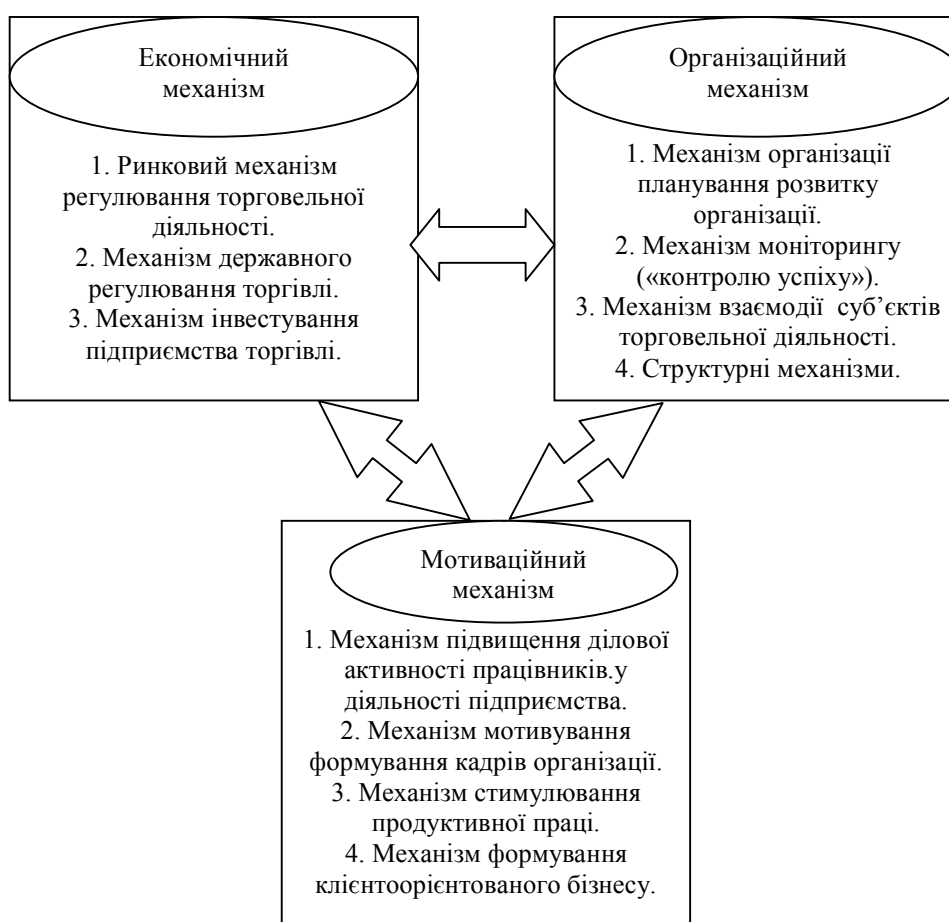 Економічний
механізм
1. Ринковий механізм
регулювання торговельної
діяльності.
2. Механізм державного
регулювання торгівлі.
3. Механізм інвестування
підприємства торгівлі.
Організаційний
механізм
1. Механізм організації
планування розвитку
організації.
2. Механізм моніторингу
(«контролю успіху»).
3. Механізм взаємодії суб’єктів
торговельної діяльності.
4. Структурні механізми.
Мотиваційний
механізм
1. Механізм підвищення ділової
активності працівників.у
діяльності підприємства.
2. Механізм мотивування
формування кадрів організації.
3. Механізм стимулювання
продуктивної праці.
4. Механізм формування
клієнтоорієнтованого бізнесу.